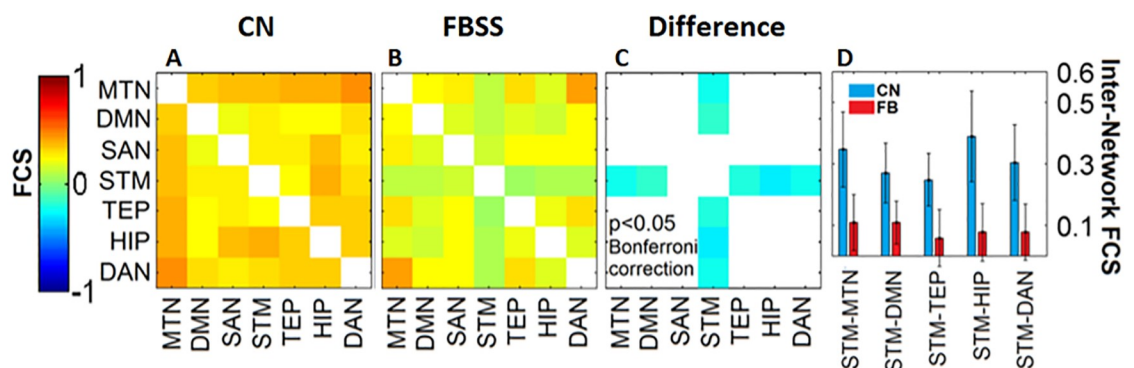 CN FBSS Difference
A B C D
FCS
1
0
-1
MTN
DMN
SAN
STM
TEP
HIP
DAN
MTN DMN SAN STM TEP HIP DAN
MTN DMN SAN STM TEP HIP DAN
p<0.05
Bonferroni
correction
MTN DMN SAN STM TEP HIP DAN
CN
FB
0.6
0.5
0.3
0.1
Inter-Network FCS
STM-MTN
STM-DMN
STM-TEP
STM-HIP
STM-DAN